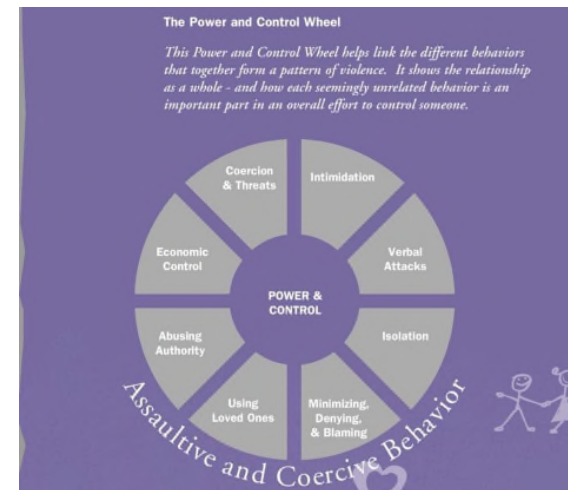 The Power and Control Wheel
This Power and Control Wheel helps link the different behaviors
that together form a pattern of violence.  It shows the relationship
as a whole - and how each seemingly unrelated behavior is an
important part in an overall effort to control someone.
Coercion
& Threats
Intimidation
Economic
Control
Verbal
Attacks
POWER &
CONTROL
Abusing
Authority
Isolation
Using
Loved Ones
Minimizing,
Denying,
& Blaming
Assaultive and Coercive Behavior